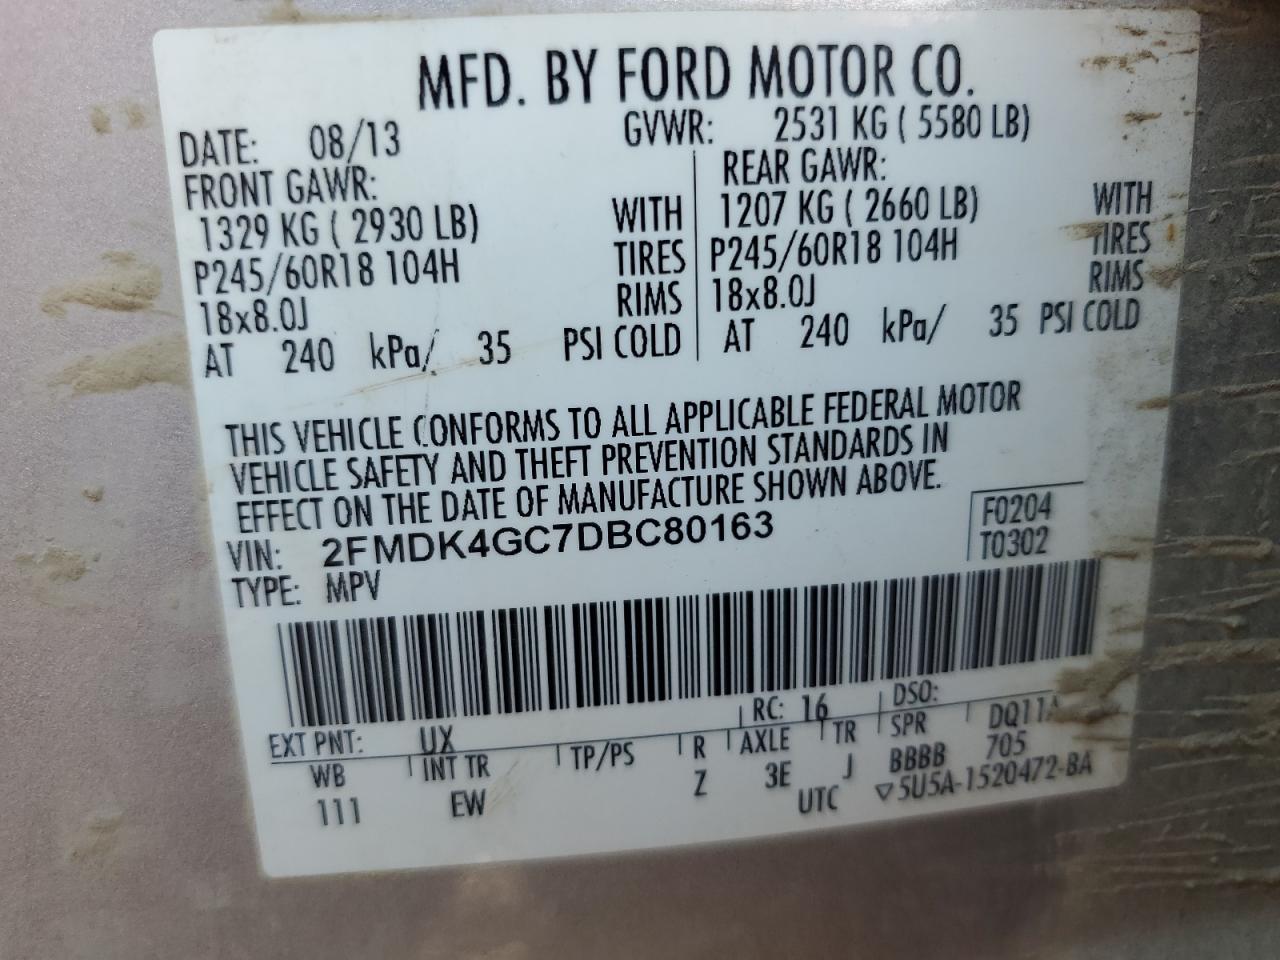 MFD. BY FORD MOTOR CO.
DATE: 08/13 GVWR: 2531 KG ( 5580 LB)
FRONT GAWR: REAR GAWR:
1329 KG ( 2930 LB) WITH 1207 KG ( 2660 LB) WITH
P245/60R18 104H TIRES P245/60R18 104H TIRES
18x8.0J RIMS 18x8.0J RIMS
AT 240 kPa/ 35 PSI COLD AT 240 kPa/ 35 PSI COLD
THIS VEHICLE CONFORMS TO ALL APPLICABLE FEDERAL MOTOR
VEHICLE SAFETY AND THEFT PREVENTION STANDARDS IN
EFFECT ON THE DATE OF MANUFACTURE SHOWN ABOVE.
VIN: 2FMDK4GC7DBC80163 F0204
TYPE: MPV T0302
EXT PNT: UX RC: 16 DSO:
WB INT TR TP/PS R AXLE TR SPR DQ11A
111 EW Z 3E J BBBB 705
UTC ▽5U5A-1520472-BA